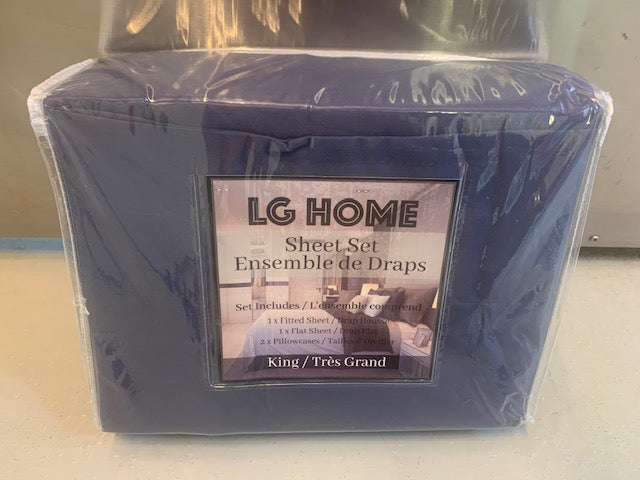 LG HOME
Sheet Set
Ensemble de Draps
Set Includes / L'ensemble comprend
1 x Fitted Sheet / Drap Housse
1 x Flat Sheet / Drap Plat
2 x Pillowcases / Tailles d'Oreiller
King / Très Grand